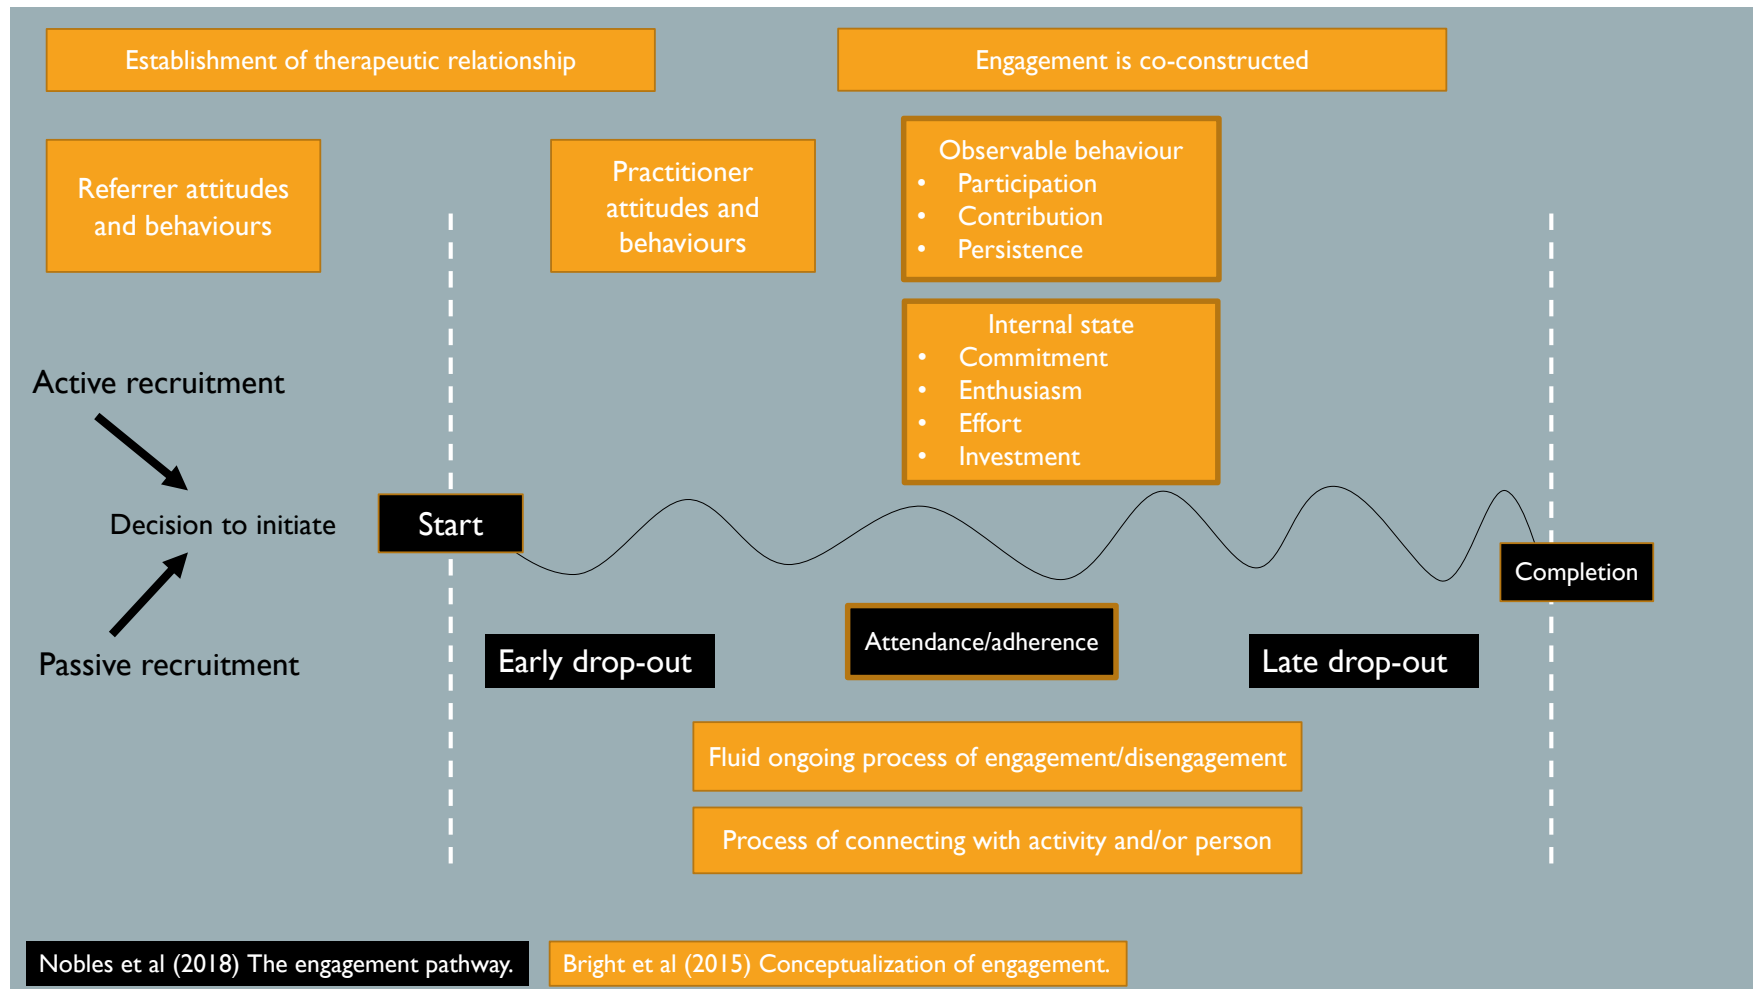 Establishment of therapeutic relationship
Engagement is co-constructed
Referrer attitudes
and behaviours
Practitioner
attitudes and
behaviours
Observable behaviour
• Participation
• Contribution
• Persistence
Internal state
• Commitment
• Enthusiasm
• Effort
• Investment
Active recruitment
Decision to initiate
Passive recruitment
Start
Completion
Early drop-out
Attendance/adherence
Late drop-out
Fluid ongoing process of engagement/disengagement
Process of connecting with activity and/or person
Nobles et al (2018) The engagement pathway.
Bright et al (2015) Conceptualization of engagement.